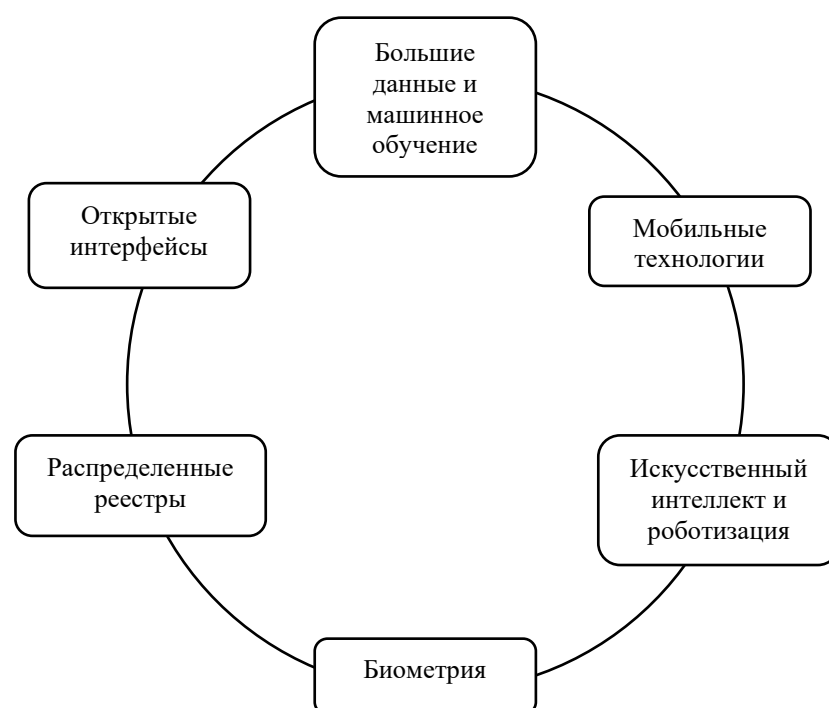 Большие
данные и
машинное
обучение
Открытые
интерфейсы
Мобильные
технологии
Распределенные
реестры
Искусственный
интеллект и
роботизация
Биометрия